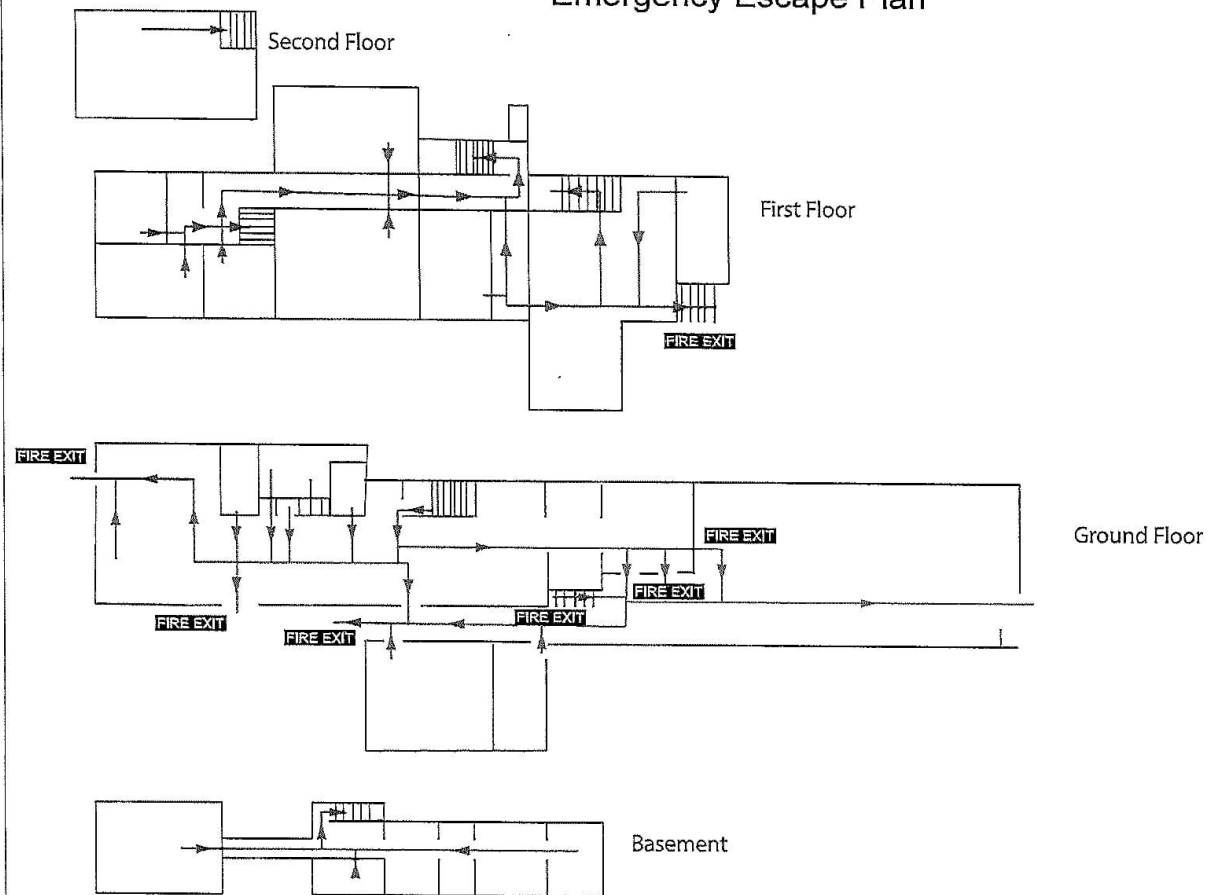 Emergency Escape Plan
Second Floor
First Floor
FIRE EXIT
FIRE EXIT
FIRE EXIT
Ground Floor
FIRE EXIT
FIRE EXIT
FIRE EXIT
FIRE EXIT
Basement